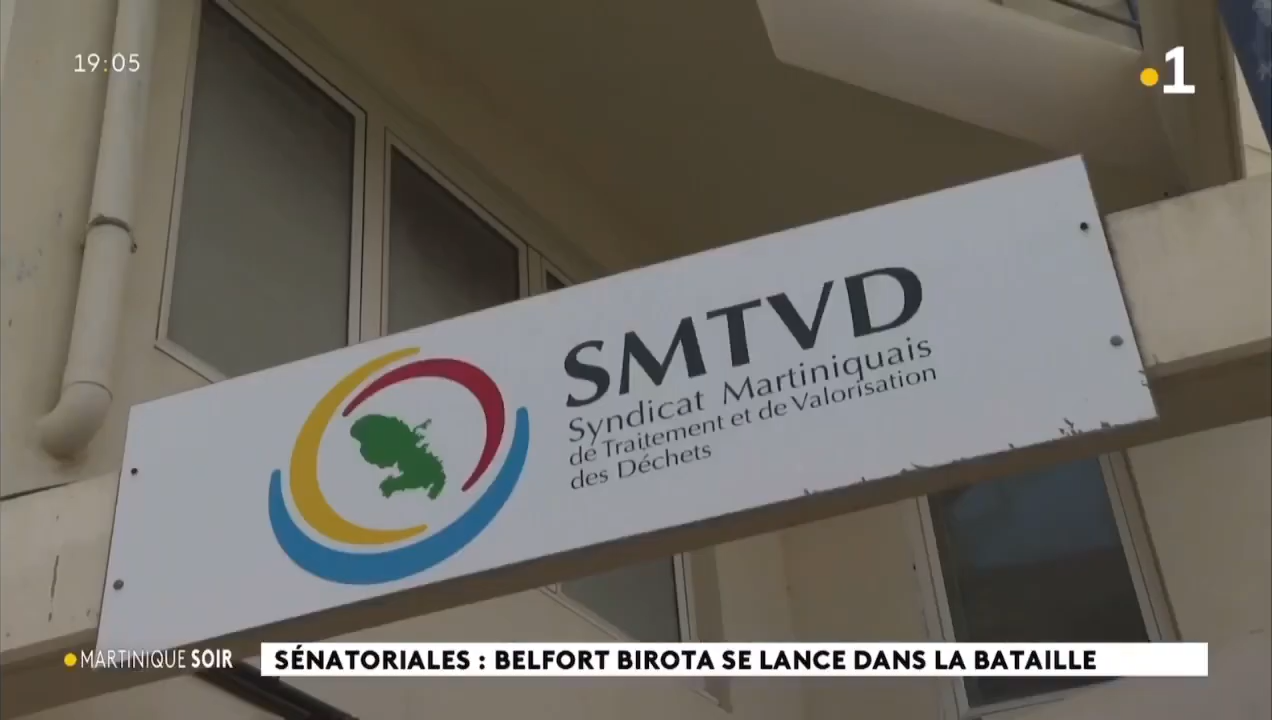 19:05
1
SMTVD
Syndicat Martiniquais
de Traitement et de Valorisation
des Déchets
MARTINIQUE SOIR
SÉNATORIALES : BELFORT BIROTA SE LANCE DANS LA BATAILLE